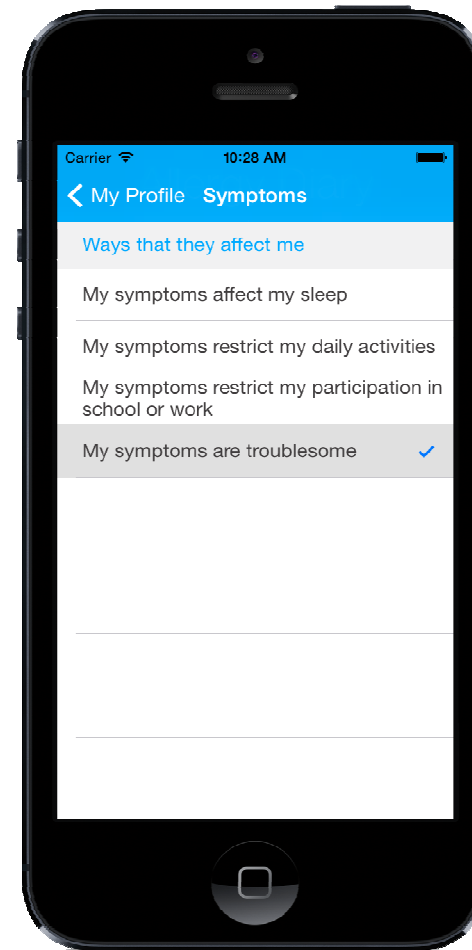 Carrier 10:28 AM
My Profile Symptoms
Ways that they affect me
My symptoms affect my sleep
My symptoms restrict my daily activities
My symptoms restrict my participation in
school or work
My symptoms are troublesome